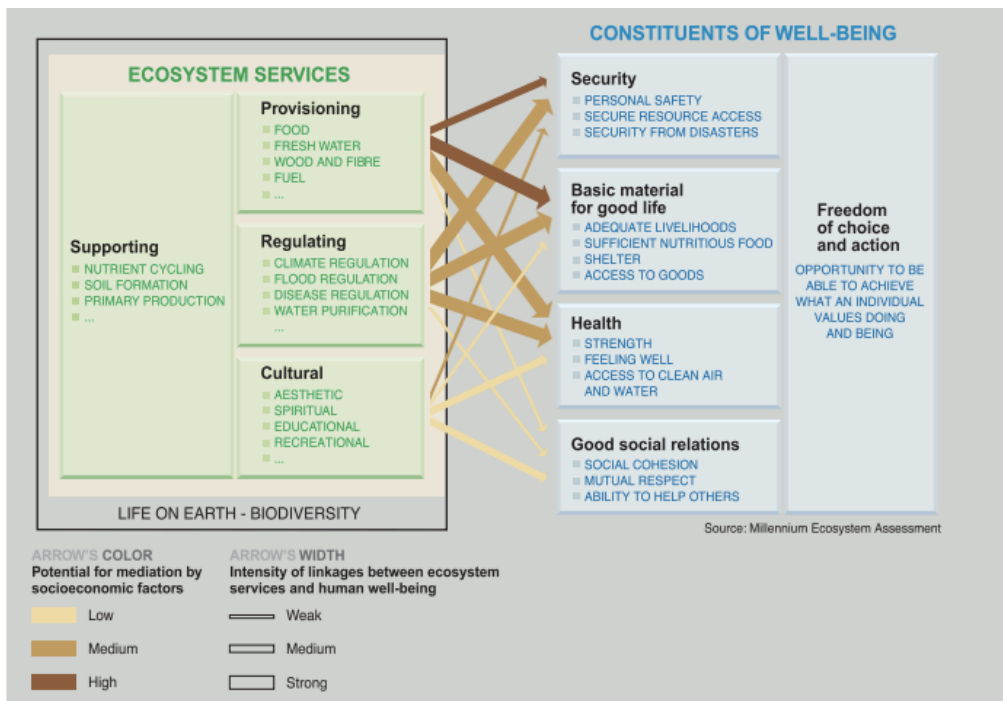 CONSTITUENTS OF WELL-BEING
ECOSYSTEM SERVICES
Supporting
NUTRIENT CYCLING
SOIL FORMATION
PRIMARY PRODUCTION
...
Provisioning
FOOD
FRESH WATER
WOOD AND FIBRE
FUEL
...
Regulating
CLIMATE REGULATION
FLOOD REGULATION
DISEASE REGULATION
WATER PURIFICATION
...
Cultural
AESTHETIC
SPIRITUAL
EDUCATIONAL
RECREATIONAL
...
LIFE ON EARTH - BIODIVERSITY
Security
PERSONAL SAFETY
SECURE RESOURCE ACCESS
SECURITY FROM DISASTERS
Basic material
for good life
ADEQUATE LIVELIHOODS
SUFFICIENT NUTRITIOUS FOOD
SHELTER
ACCESS TO GOODS
Health
STRENGTH
FEELING WELL
ACCESS TO CLEAN AIR
AND WATER
Good social relations
SOCIAL COHESION
MUTUAL RESPECT
ABILITY TO HELP OTHERS
Freedom
of choice
and action
OPPORTUNITY TO BE
ABLE TO ACHIEVE
WHAT AN INDIVIDUAL
VALUES DOING
AND BEING
Source: Millennium Ecosystem Assessment
ARROW'S COLOR
Potential for mediation by
socioeconomic factors
Low
Medium
High
ARROW'S WIDTH
Intensity of linkages between ecosystem
services and human well-being
Weak
Medium
Strong